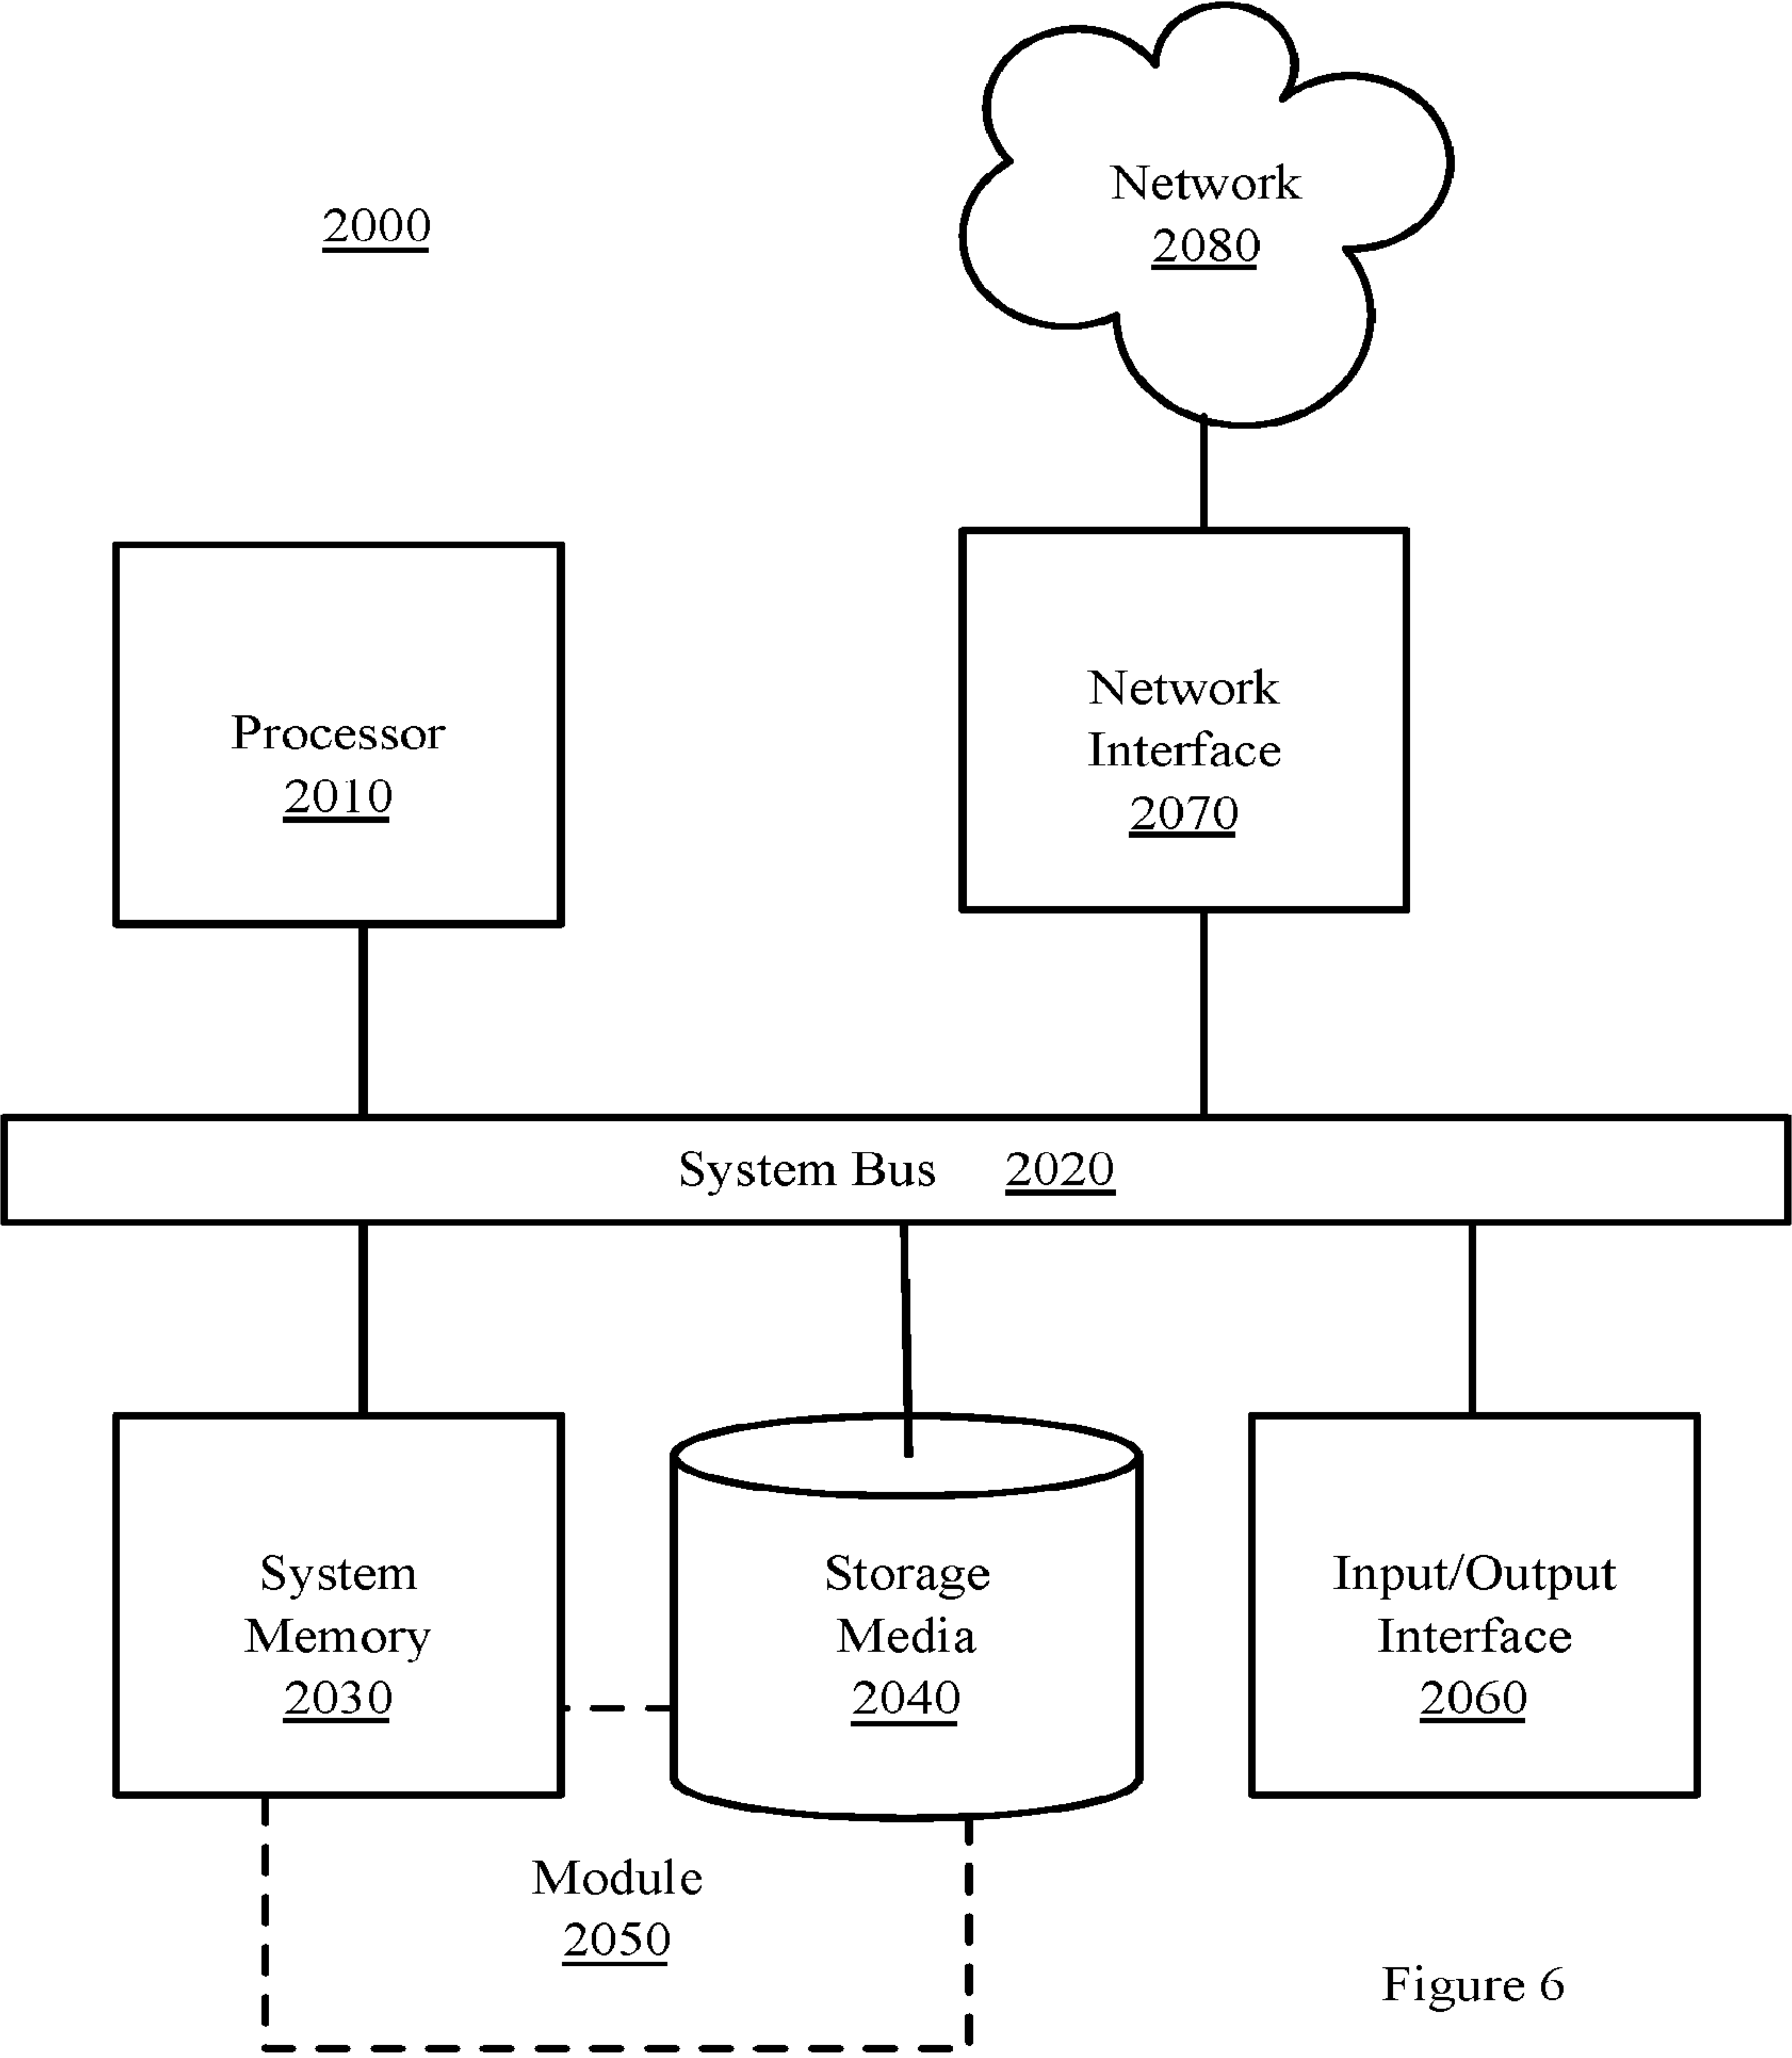 2000
Network
2080
Processor
2010
Network
Interface
2070
System Bus 2020
System
Memory
2030
Storage
Media
2040
Input/Output
Interface
2060
Module
2050
Figure 6